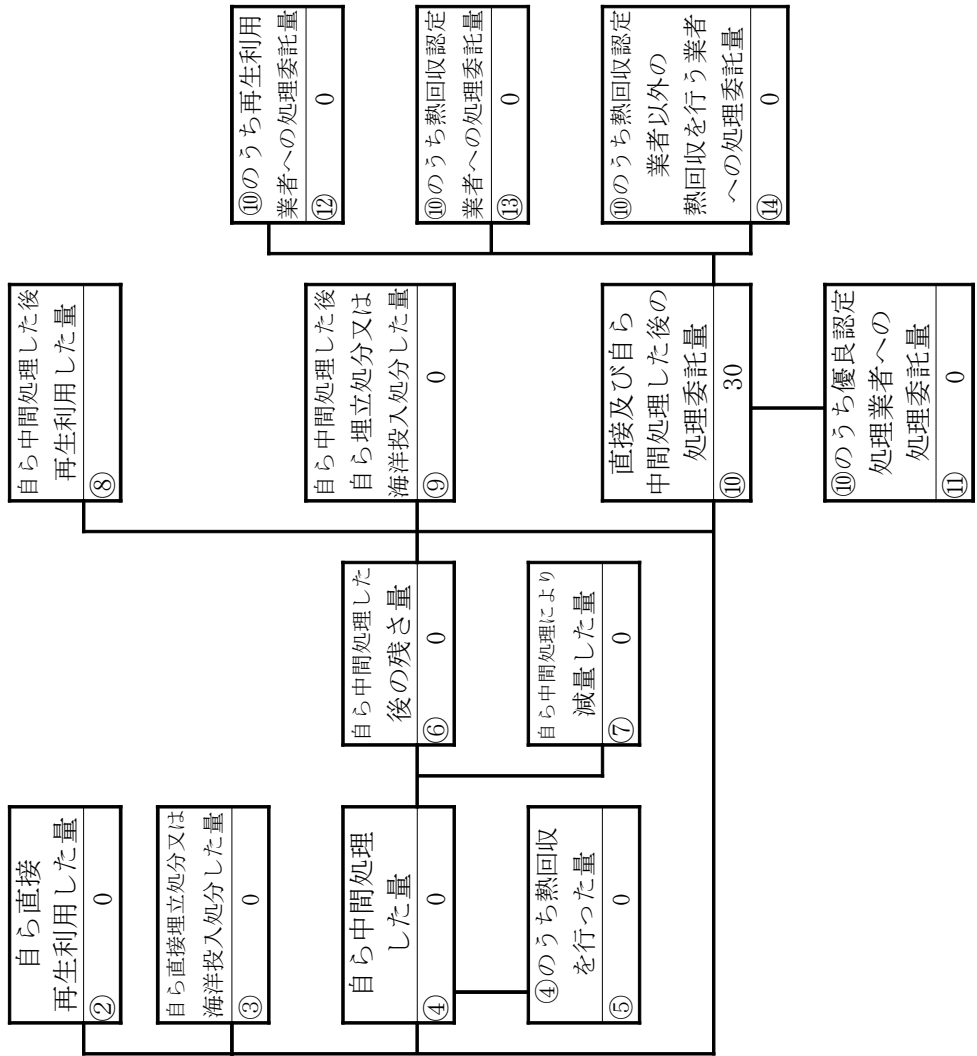 自ら直接
再生利用した量
② 0
自ら直接埋立処分又は
海洋投入処分した量
③ 0
自ら中間処理
した量
④ 0
④のうち熱回収
を行った量
⑤ 0
自ら中間処理した
後の残さ量
⑥ 0
自ら中間処理により
減量した量
⑦ 0
自ら中間処理した後
再生利用した量
⑧
自ら中間処理した後
自ら埋立処分又は
海洋投入処分した量
⑨ 0
直接及び自ら
中間処理した後の
処理委託量
⑩ 30
⑩のうち優良認定
処理業者への
処理委託量
⑪ 0
⑩のうち再生利用
業者への処理委託量
⑫ 0
⑩のうち熱回収認定
業者への処理委託量
⑬ 0
⑩のうち熱回収認定
業者以外の
熱回収を行う業者
への処理委託量
⑭ 0